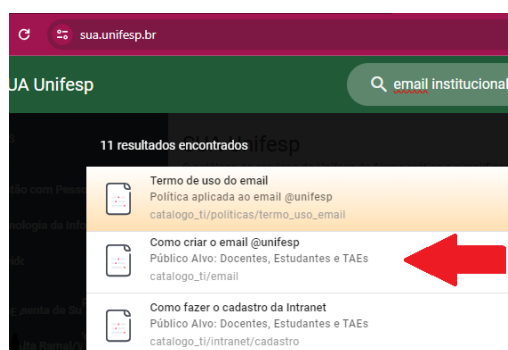 sua.unifesp.br
UA Unifesp
email institucional
11 resultados encontrados
Termo de uso do email
Política aplicada ao email @unifesp
catalogo_ti/politicas/termo_uso_email
Como criar o email @unifesp
Público Alvo: Docentes, Estudantes e TAEs
catalogo_ti/email
Como fazer o cadastro da Intranet
Público Alvo: Docentes, Estudantes e TAEs
catalogo_ti/intranet/cadastro